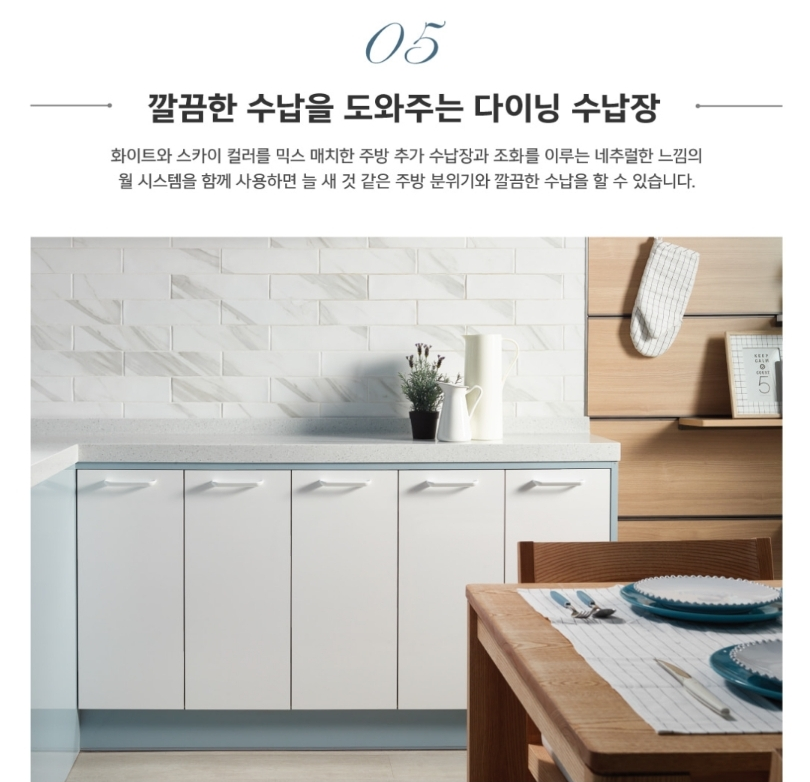 05
깔끔한 수납을 도와주는 다이닝 수납장
화이트와 스카이 컬러를 믹스 매치한 주방 추가 수납장과 조화를 이루는 네추럴한 느낌의
월 시스템을 함께 사용하면 늘 새 것 같은 주방 분위기와 깔끔한 수납을 할 수 있습니다.
KEEP
CALM
5